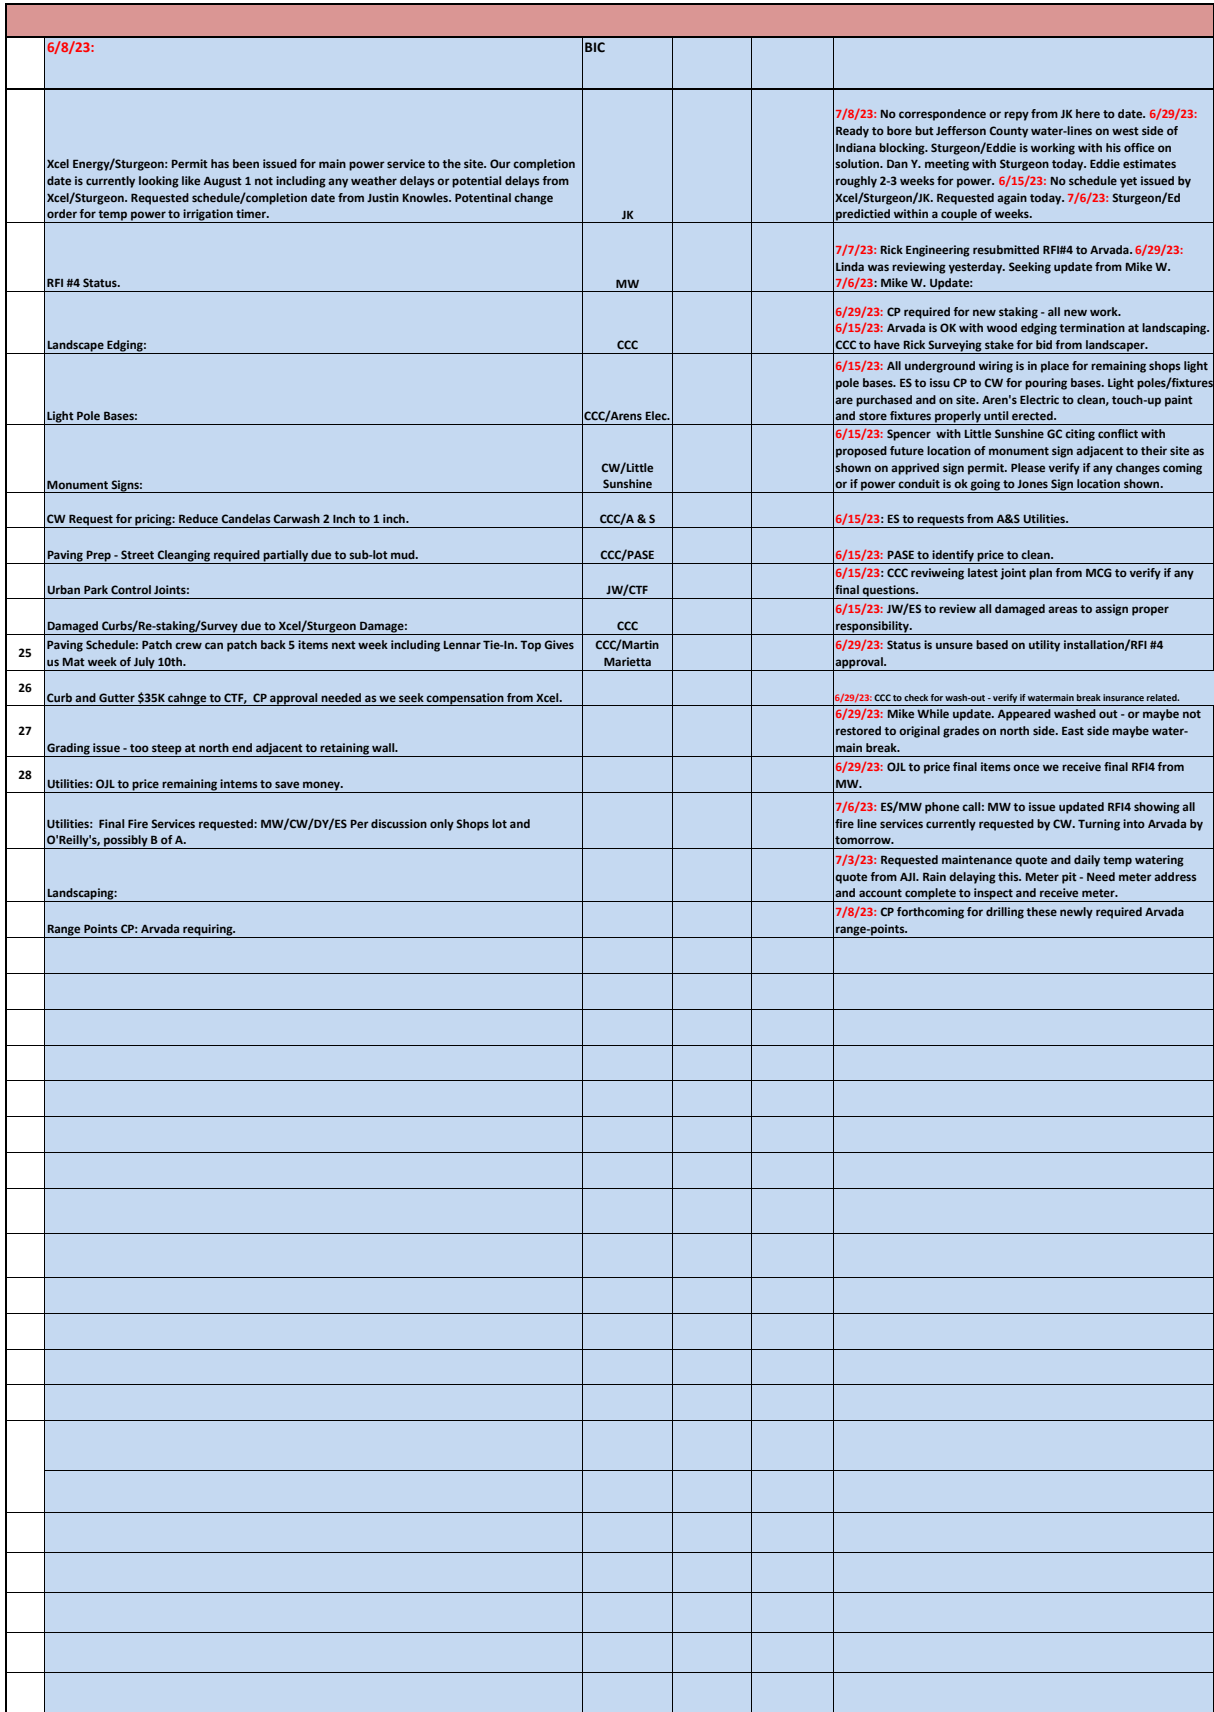 6/8/23:
BIC
Xcel Energy/Sturgeon: Permit has been issued for main power service to the site. Our completion
date is currently looking like August 1 not including any weather delays or potential delays from
Xcel/Sturgeon. Requested schedule/completion date from Justin Knowles. Potentinal change
order for temp power to irrigation timer.
JK
7/8/23: No correspondence or repy from JK here to date. 6/29/23:
Ready to bore but Jefferson County water-lines on west side of
Indiana blocking. Sturgeon/Eddie is working with his office on
solution. Dan Y. meeting with Sturgeon today. Eddie estimates
roughly 2-3 weeks for power. 6/15/23: No schedule yet issued by
Xcel/Sturgeon/JK. Requested again today. 7/6/23: Sturgeon/Ed
predictied within a couple of weeks.
RFI #4 Status.
MW
7/7/23: Rick Engineering resubmitted RFI#4 to Arvada. 6/29/23:
Linda was reviewing yesterday. Seeking update from Mike W.
7/6/23: Mike W. Update:
Landscape Edging:
CCC
6/29/23: CP required for new staking - all new work.
6/15/23: Arvada is OK with wood edging termination at landscaping.
CCC to have Rick Surveying stake for bid from landscaper.
Light Pole Bases:
CCC/Arens Elec.
6/15/23: All underground wiring is in place for remaining shops light
pole bases. ES to issu CP to CW for pouring bases. Light poles/fixtures
are purchased and on site. Aren's Electric to clean, touch-up paint
and store fixtures properly until erected.
Monument Signs:
CW/Little
Sunshine
6/15/23: Spencer with Little Sunshine GC citing conflict with
proposed future location of monument sign adjacent to their site as
shown on apprived sign permit. Please verify if any changes coming
or if power conduit is ok going to Jones Sign location shown.
CW Request for pricing: Reduce Candelas Carwash 2 Inch to 1 inch.
CCC/A & S
6/15/23: ES to requests from A&S Utilities.
Paving Prep - Street Cleanging required partially due to sub-lot mud.
CCC/PASE
6/15/23: PASE to identify price to clean.
Urban Park Control Joints:
JW/CTF
6/15/23: CCC reviweing latest joint plan from MCG to verify if any
final questions.
Damaged Curbs/Re-staking/Survey due to Xcel/Sturgeon Damage:
CCC
6/15/23: JW/ES to review all damaged areas to assign proper
responsibility.
25
Paving Schedule: Patch crew can patch back 5 items next week including Lennar Tie-In. Top Gives
us Mat week of July 10th.
CCC/Martin
Marietta
6/29/23: Status is unsure based on utility installation/RFI #4
approval.
26
Curb and Gutter $35K cahnge to CTF, CP approval needed as we seek compensation from Xcel.
6/29/23: CCC to check for wash-out - verify if watermain break insurance related.
27
Grading issue - too steep at north end adjacent to retaining wall.
6/29/23: Mike While update. Appeared washed out - or maybe not
restored to original grades on north side. East side maybe water-
main break.
28
Utilities: OJL to price remaining intems to save money.
6/29/23: OJL to price final items once we receive final RFI4 from
MW.
Utilities: Final Fire Services requested: MW/CW/DY/ES Per discussion only Shops lot and
O'Reilly's, possibly B of A.
7/6/23: ES/MW phone call: MW to issue updated RFI4 showing all
fire line services currently requested by CW. Turning into Arvada by
tomorrow.
Landscaping:
7/3/23: Requested maintenance quote and daily temp watering
quote from AJI. Rain delaying this. Meter pit - Need meter address
and account complete to inspect and receive meter.
Range Points CP: Arvada requiring.
7/8/23: CP forthcoming for drilling these newly required Arvada
range-points.